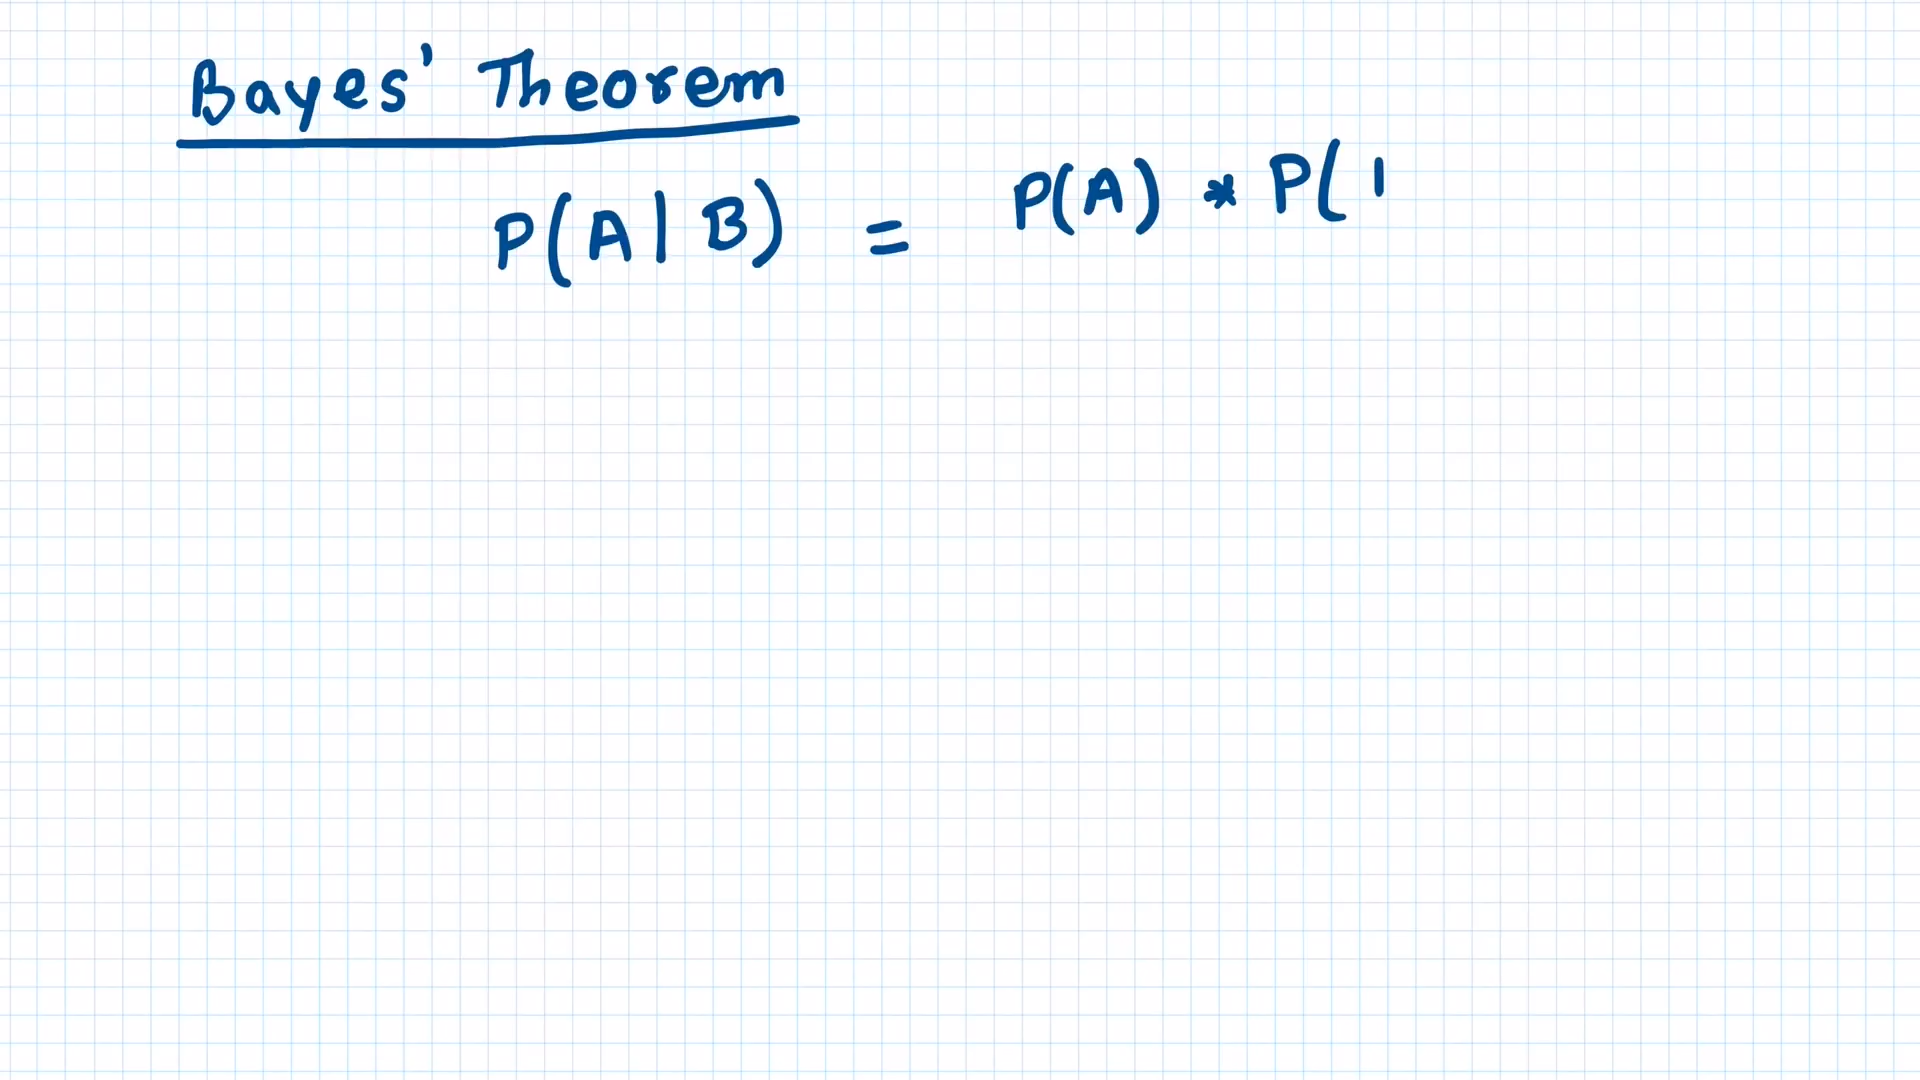 Bayes' Theorem
P(A|B) = P(A) * P(